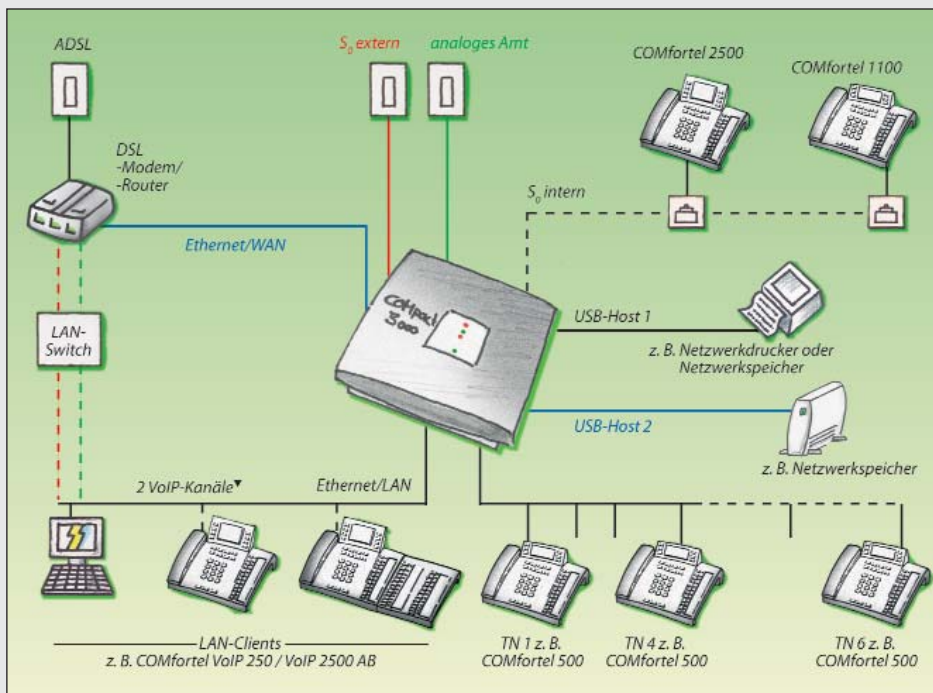 ADSL
S₀ extern
analoges Amt
COMfortel 2500
COMfortel 1100
DSL
-Modem/
-Router
S₀ intern
Ethernet/WAN
COMpact
3000
USB-Host 1
z. B. Netzwerkdrucker oder
Netzwerkspeicher
LAN-
Switch
USB-Host 2
z. B. Netzwerkspeicher
2 VoIP-Kanäle▼
Ethernet/LAN
LAN-Clients
z. B. COMfortel VoIP 250 / VoIP 2500 AB
TN 1 z. B.
COMfortel 500
TN 4 z. B.
COMfortel 500
TN 6 z. B.
COMfortel 500